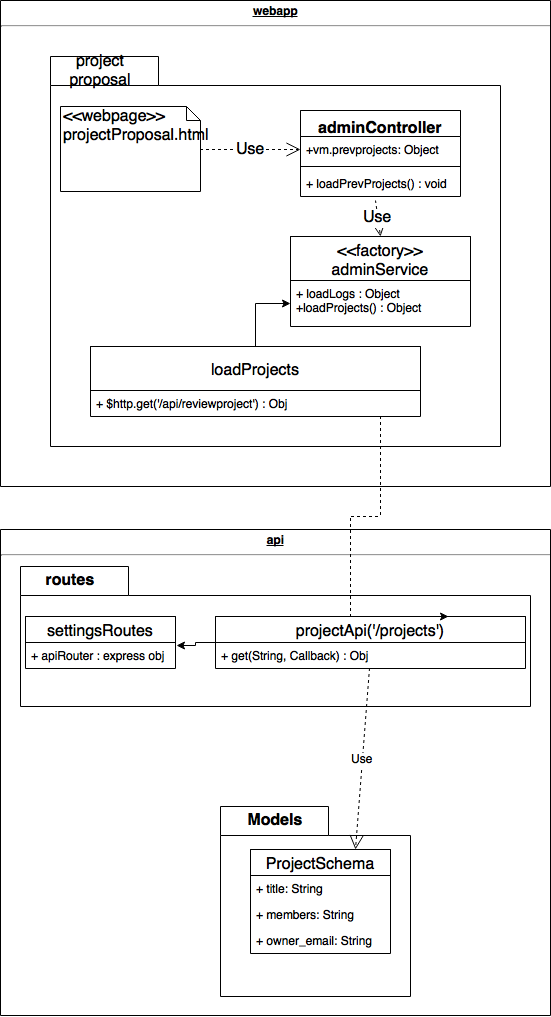 webapp
project
proposal
<<webpage>>
projectProposal.html
Use
adminController
+vm.prevprojects: Object
+ loadPrevProjects() : void
Use
<<factory>>
adminService
+ loadLogs : Object
+loadProjects() : Object
loadProjects
+ $http.get('/api/reviewproject') : Obj
api
routes
settingsRoutes
+ apiRouter : express obj
projectApi('/projects')
+ get(String, Callback) : Obj
Use
Models
ProjectSchema
+ title: String
+ members: String
+ owner_email: String